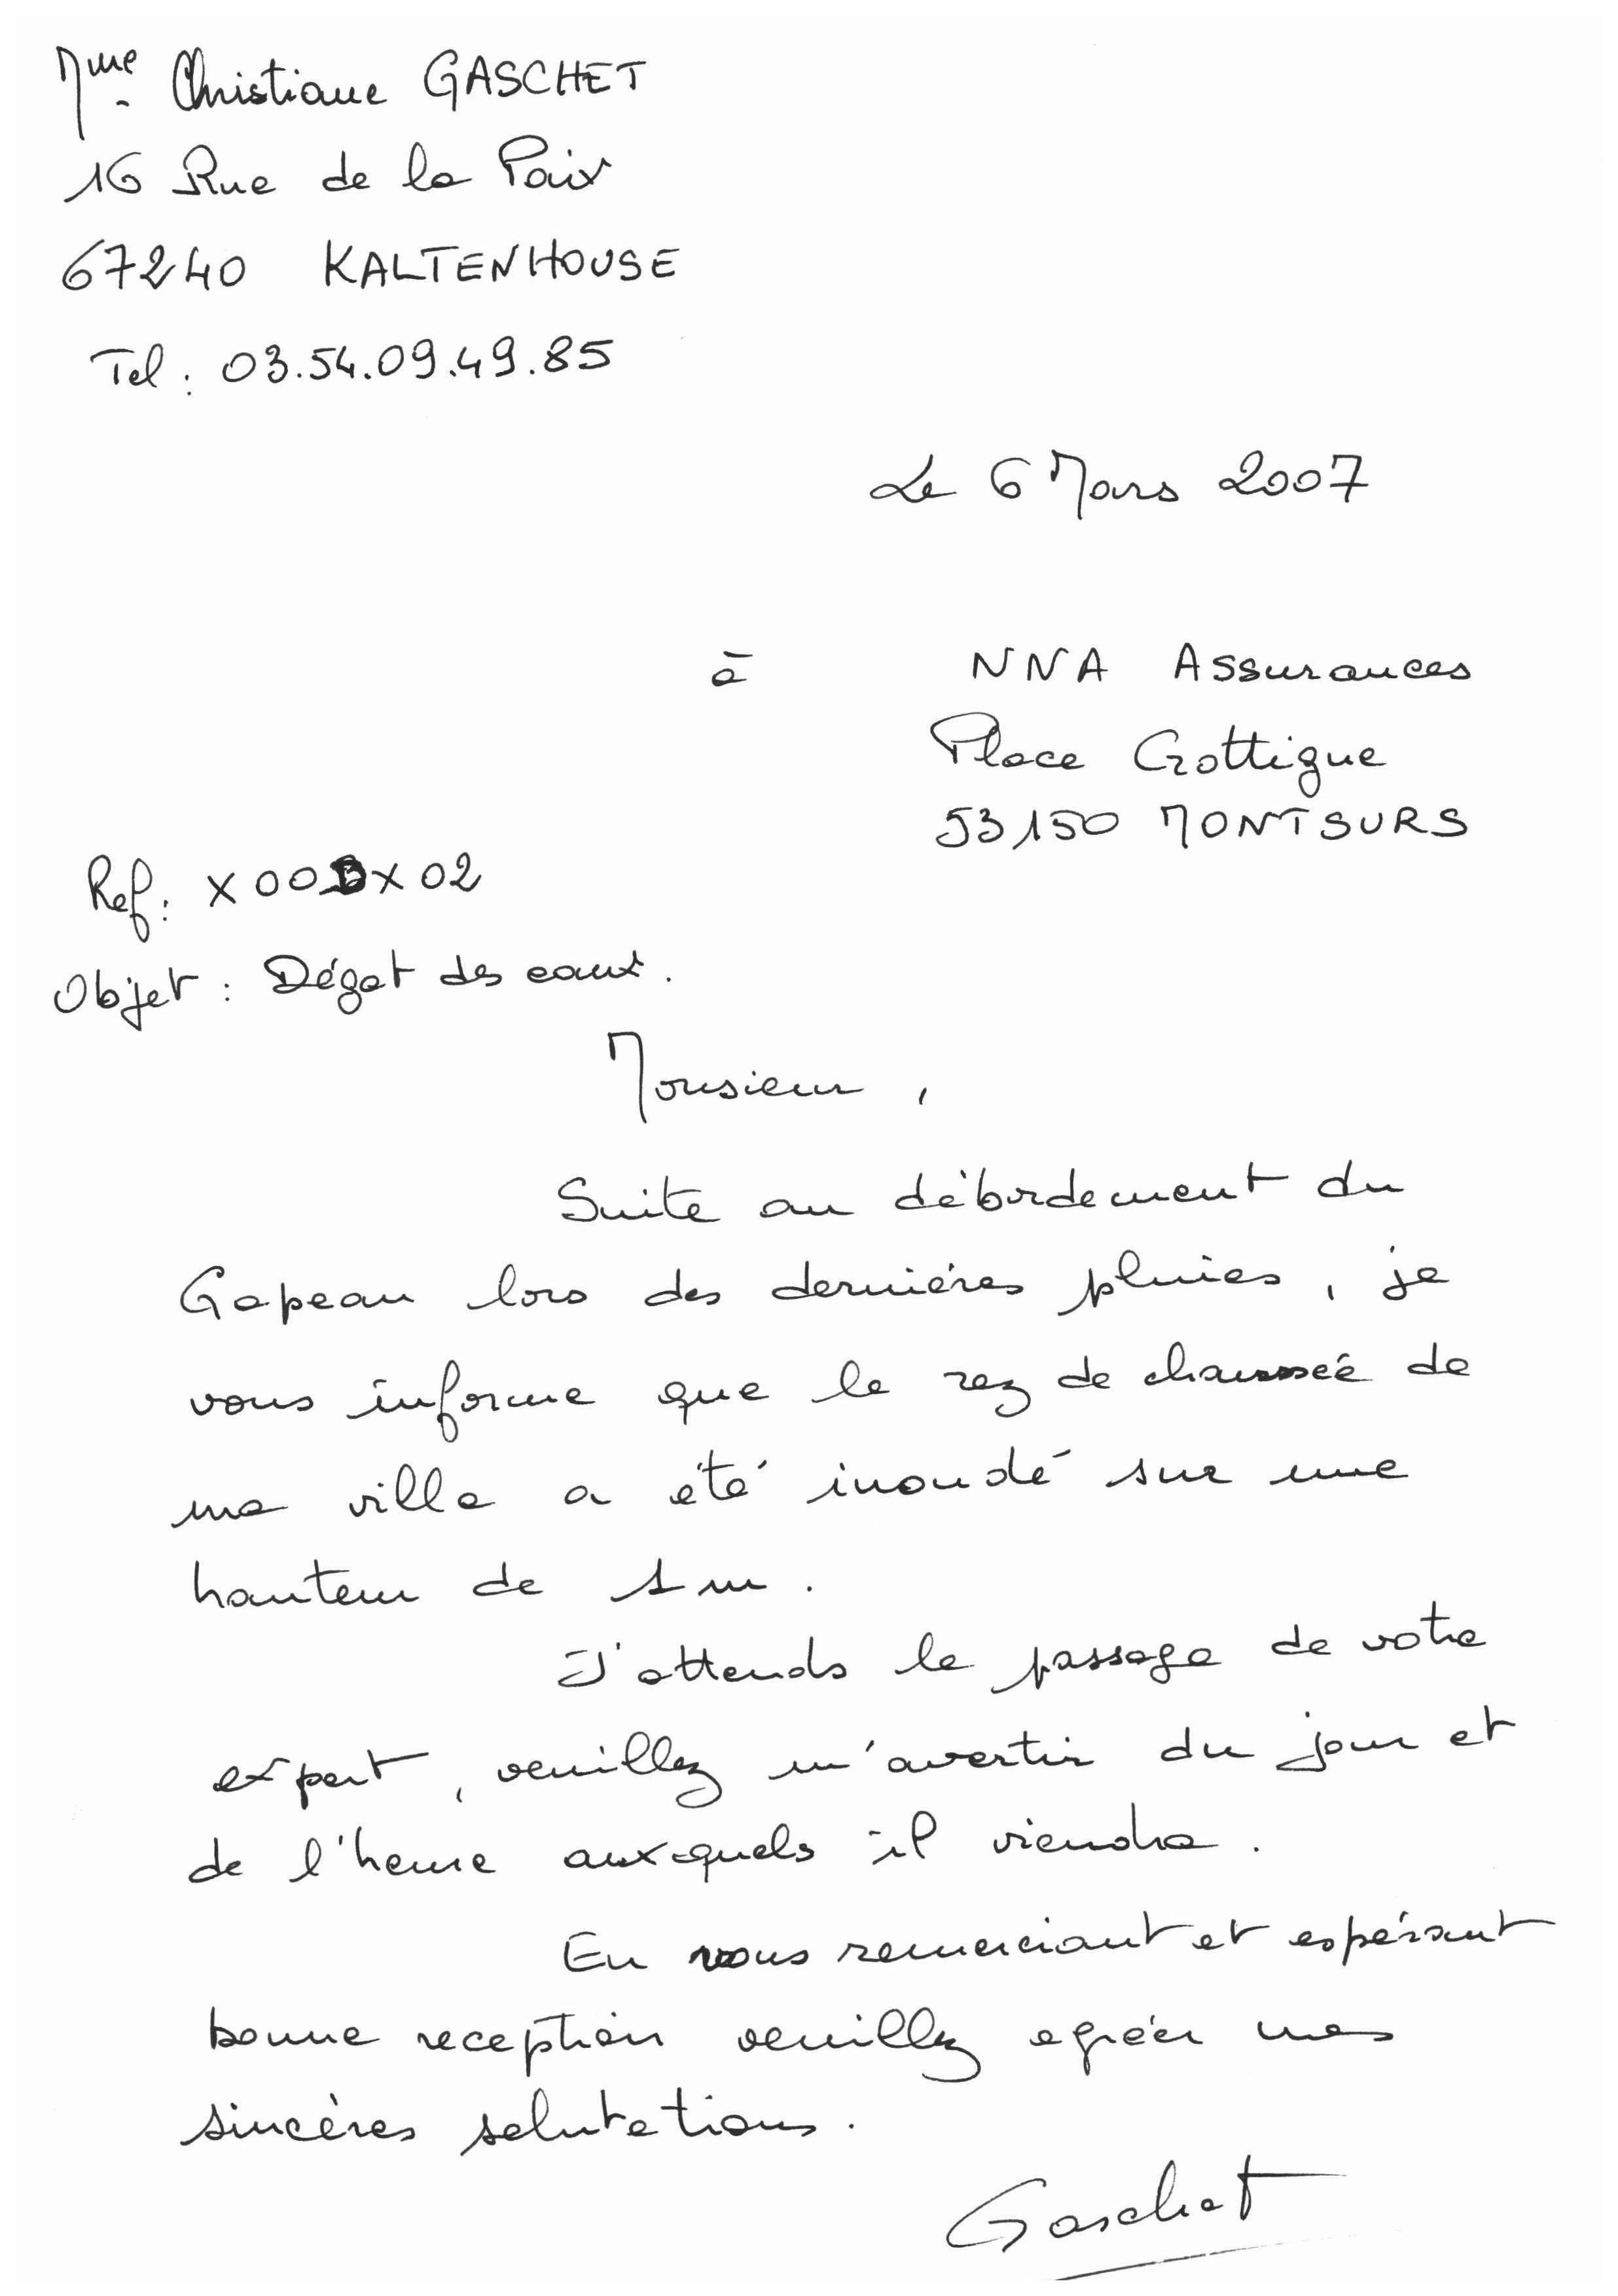 Mme Christiane GASCHET
16 Rue de la Paix
67240 KALTENHOUSE
Tel : 03.54.09.49.85
Le 6 Mars 2007
à NNA Assurances
Place Gottigue
53150 MONTSURS
Ref : X02
Objet : Dégat des eaux.
Monsieur,
Suite au débordement du
Gapeau lors des derniéres pluies, je
vous informe que le rez de chaussée de
ma villa a été inondé sur une
hauteur de 1m.
J'attends le passage de votre
expert, veuillez m'avertir du jour et
de l'heure auxquels il viendra.
En vous remerciant et espérant
bonne reception veuillez agréer mes
sincères salutations.
Gaschet